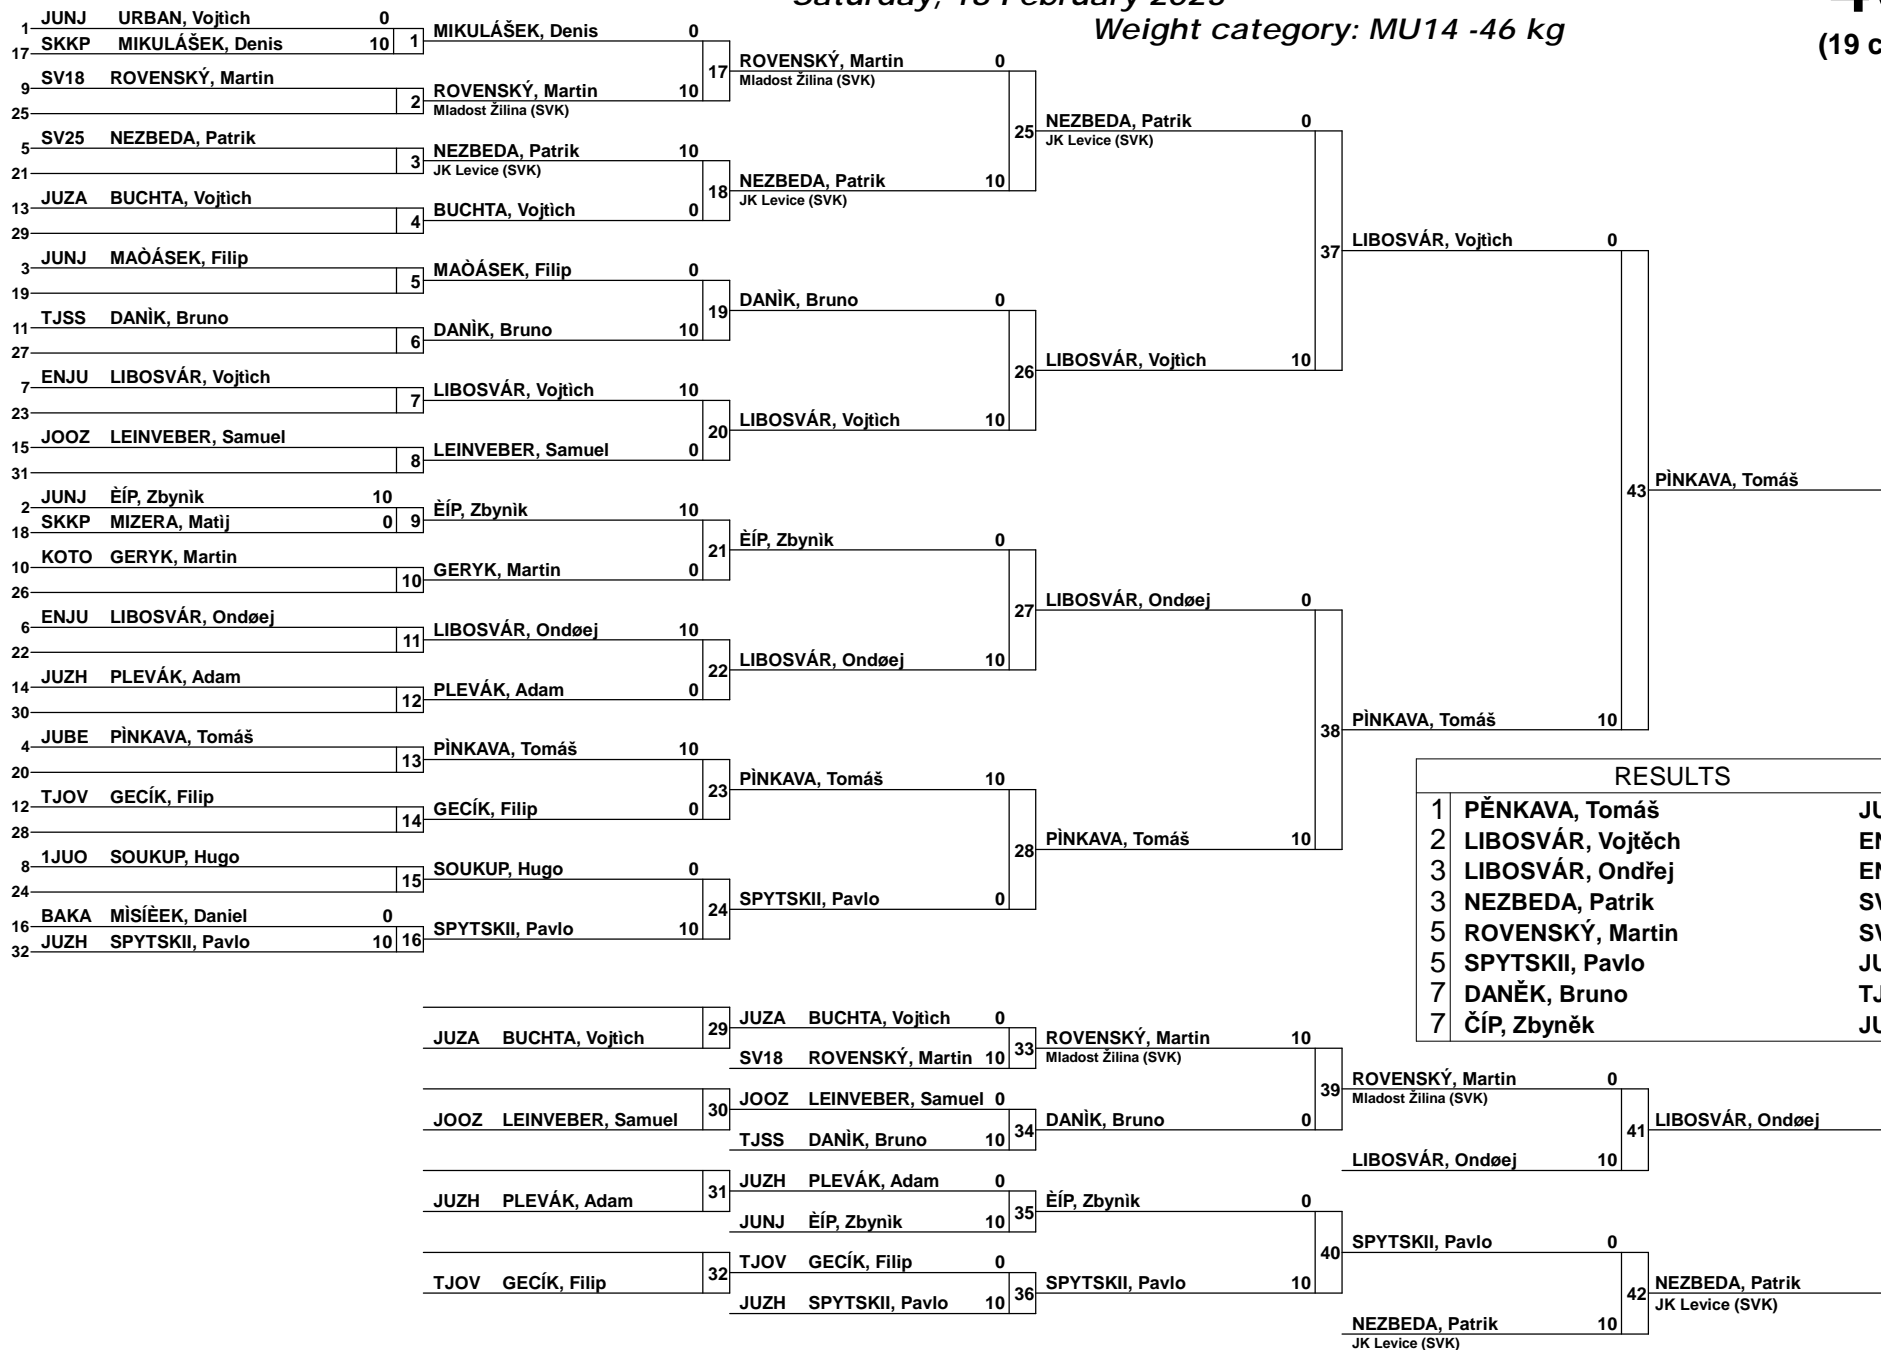 Weight category: MU14 -46 kg
(19 c
1 JUNJ URBAN, Vojtìch 0
17 SKKP MIKULÁŠEK, Denis 10 1
9 SV18 ROVENSKÝ, Martin
25 2
5 SV25 NEZBEDA, Patrik
21 3
13 JUZA BUCHTA, Vojtìch
29 4
3 JUNJ MAÒÁSEK, Filip
19 5
11 TJSS DANÌK, Bruno
27 6
7 ENJU LIBOSVÁR, Vojtìch
23 7
15 JOOZ LEINVEBER, Samuel
31 8
2 JUNJ ÈÍP, Zbynìk 10
18 SKKP MIZERA, Matìj 0 9
10 KOTO GERYK, Martin
26 10
6 ENJU LIBOSVÁR, Ondøej
22 11
14 JUZH PLEVÁK, Adam
30 12
4 JUBE PÌNKAVA, Tomáš
20 13
12 TJOV GECÍK, Filip
28 14
8 1JUO SOUKUP, Hugo
24 15
16 BAKA MÌSÍÈEK, Daniel 0
32 JUZH SPYTSKII, Pavlo 10 16
MIKULÁŠEK, Denis 0
17
ROVENSKÝ, Martin 10
Mladost Žilina (SVK)
NEZBEDA, Patrik 10
JK Levice (SVK)
18
BUCHTA, Vojtìch 0
MAÒÁSEK, Filip 0
19
DANÌK, Bruno 10
LIBOSVÁR, Vojtìch 10
20
LEINVEBER, Samuel 0
ÈÍP, Zbynìk 10
21
GERYK, Martin 0
LIBOSVÁR, Ondøej 10
22
PLEVÁK, Adam 0
PÌNKAVA, Tomáš 10
23
GECÍK, Filip 0
SOUKUP, Hugo 0
24
SPYTSKII, Pavlo 10
ROVENSKÝ, Martin 0
Mladost Žilina (SVK)
25
NEZBEDA, Patrik 10
JK Levice (SVK)
DANÌK, Bruno 0
26
LIBOSVÁR, Vojtìch 10
ÈÍP, Zbynìk 0
27
LIBOSVÁR, Ondøej 10
PÌNKAVA, Tomáš 10
28
SPYTSKII, Pavlo 0
NEZBEDA, Patrik 0
JK Levice (SVK)
37
LIBOSVÁR, Vojtìch 10
LIBOSVÁR, Ondøej 0
38
PÌNKAVA, Tomáš 10
LIBOSVÁR, Vojtìch 0
43
PÌNKAVA, Tomáš 10
PÌNKAVA, Tomáš
RESULTS
1 PĚNKAVA, Tomáš JU
2 LIBOSVÁR, Vojtěch EN
3 LIBOSVÁR, Ondřej EN
3 NEZBEDA, Patrik SV
5 ROVENSKÝ, Martin SV
5 SPYTSKII, Pavlo JU
7 DANĚK, Bruno TJ
7 ČÍP, Zbyněk JU
JUZA BUCHTA, Vojtìch 29
JOOZ LEINVEBER, Samuel 30
JUZH PLEVÁK, Adam 31
TJOV GECÍK, Filip 32
JUZA BUCHTA, Vojtìch 0
SV18 ROVENSKÝ, Martin 10 33
JOOZ LEINVEBER, Samuel 0
TJSS DANÌK, Bruno 10 34
JUZH PLEVÁK, Adam 0
JUNJ ÈÍP, Zbynìk 10 35
TJOV GECÍK, Filip 0
JUZH SPYTSKII, Pavlo 10 36
ROVENSKÝ, Martin 10
Mladost Žilina (SVK)
39
DANÌK, Bruno 0
ÈÍP, Zbynìk 0
40
SPYTSKII, Pavlo 10
ROVENSKÝ, Martin 0
Mladost Žilina (SVK)
41
LIBOSVÁR, Ondøej 10
SPYTSKII, Pavlo 0
42
NEZBEDA, Patrik 10
JK Levice (SVK)
LIBOSVÁR, Ondøej
NEZBEDA, Patrik
JK Levice (SVK)